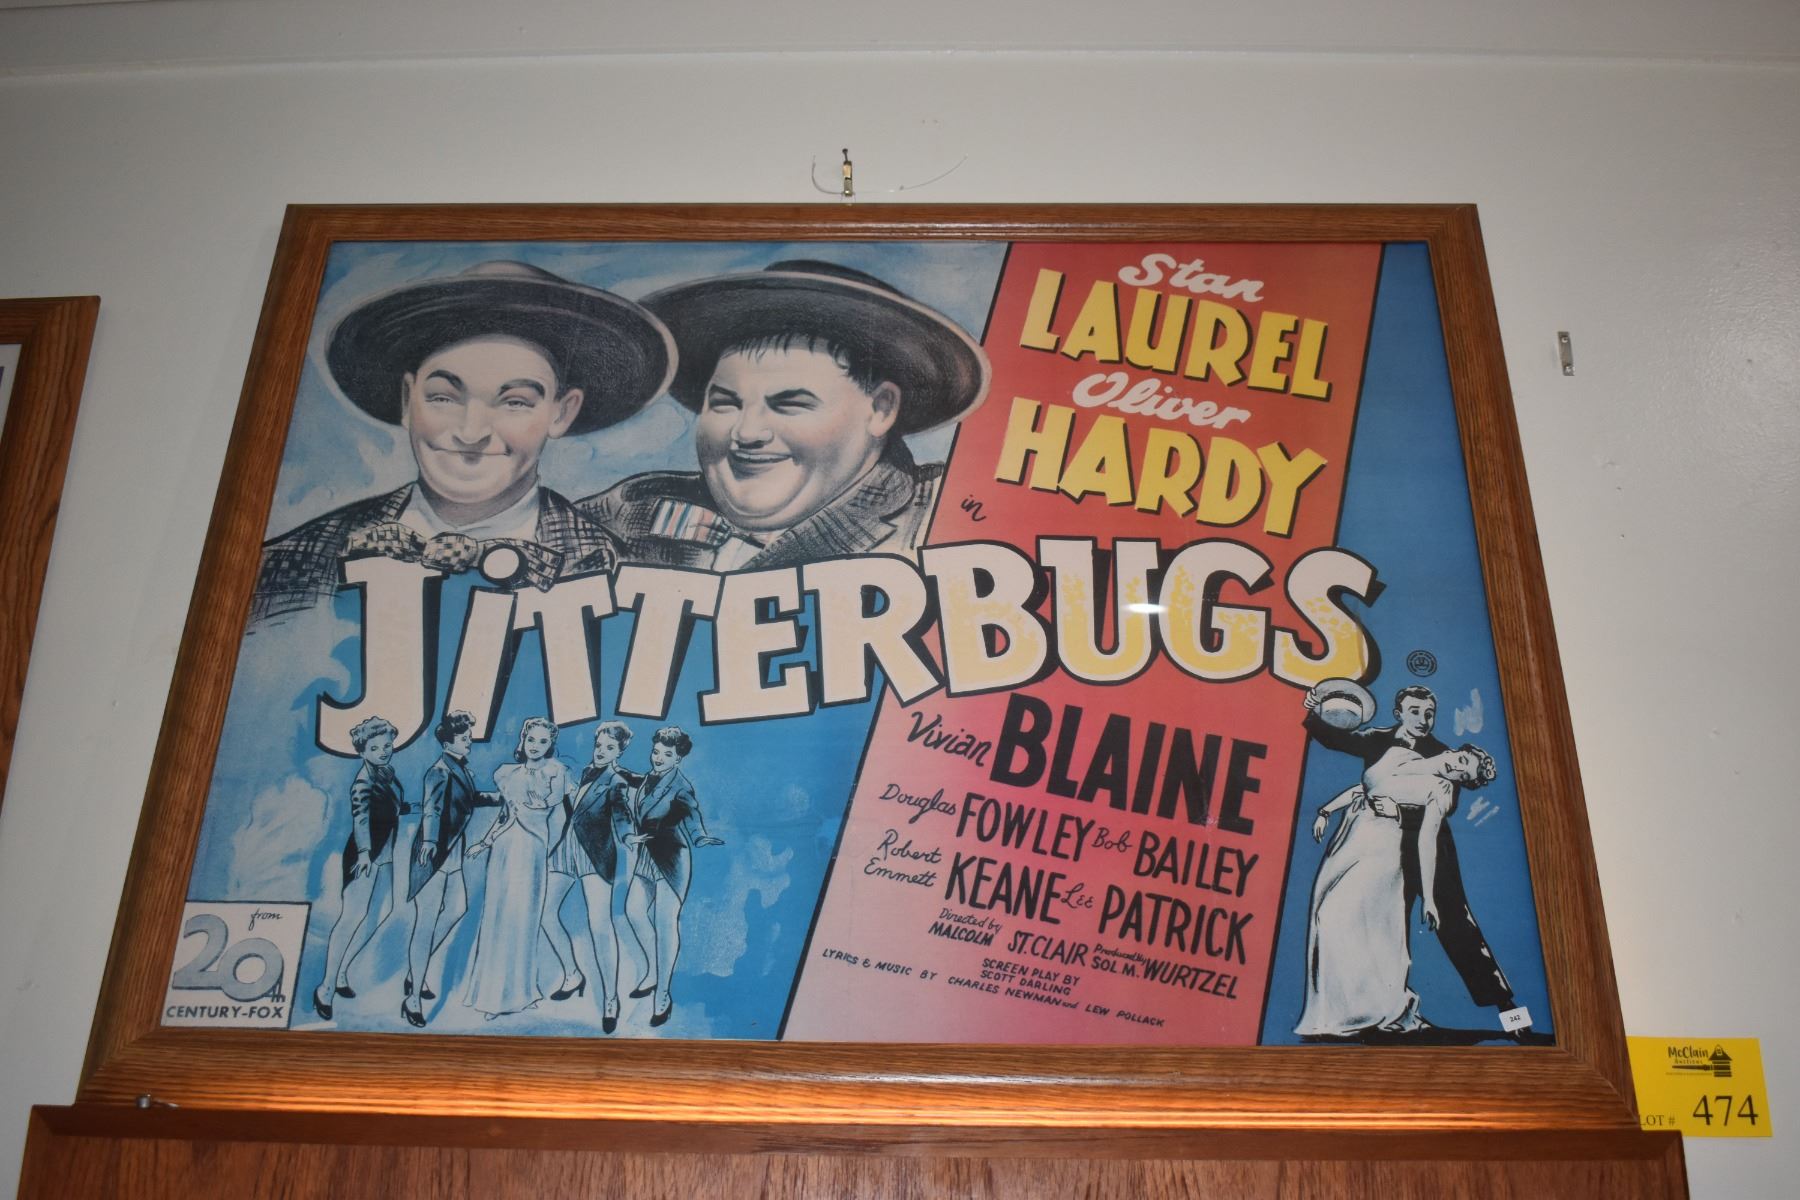 Stan
LAUREL
Oliver
HARDY
in
JiTTERBUGS
Vivian BLAINE
Douglas FOWLEY Bob BAILEY
Robert Emmett KEANE Lee PATRICK
Directed by MALCOLM ST. CLAIR Produced by SOL M. WURTZEL
SCREEN PLAY BY
SCOTT DARLING
LYRICS & MUSIC BY CHARLES NEWMAN and LEW POLLACK
from
20th
CENTURY-FOX
242
McClain
Auctions
LOT # 474